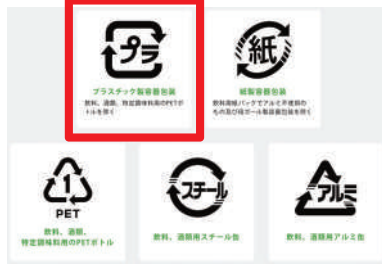 プラ
プラスチック製容器包装
飲料、酒類、特定調味料用のPETボ
トルを除く
紙
紙製容器包装
飲料用紙パックでアルミ不使用の
もの及び段ボール製容器包装を除く
1
PET
飲料、酒類、
特定調味料用のPETボトル
スチール
飲料、酒類用スチール缶
アルミ
飲料、酒類用アルミ缶